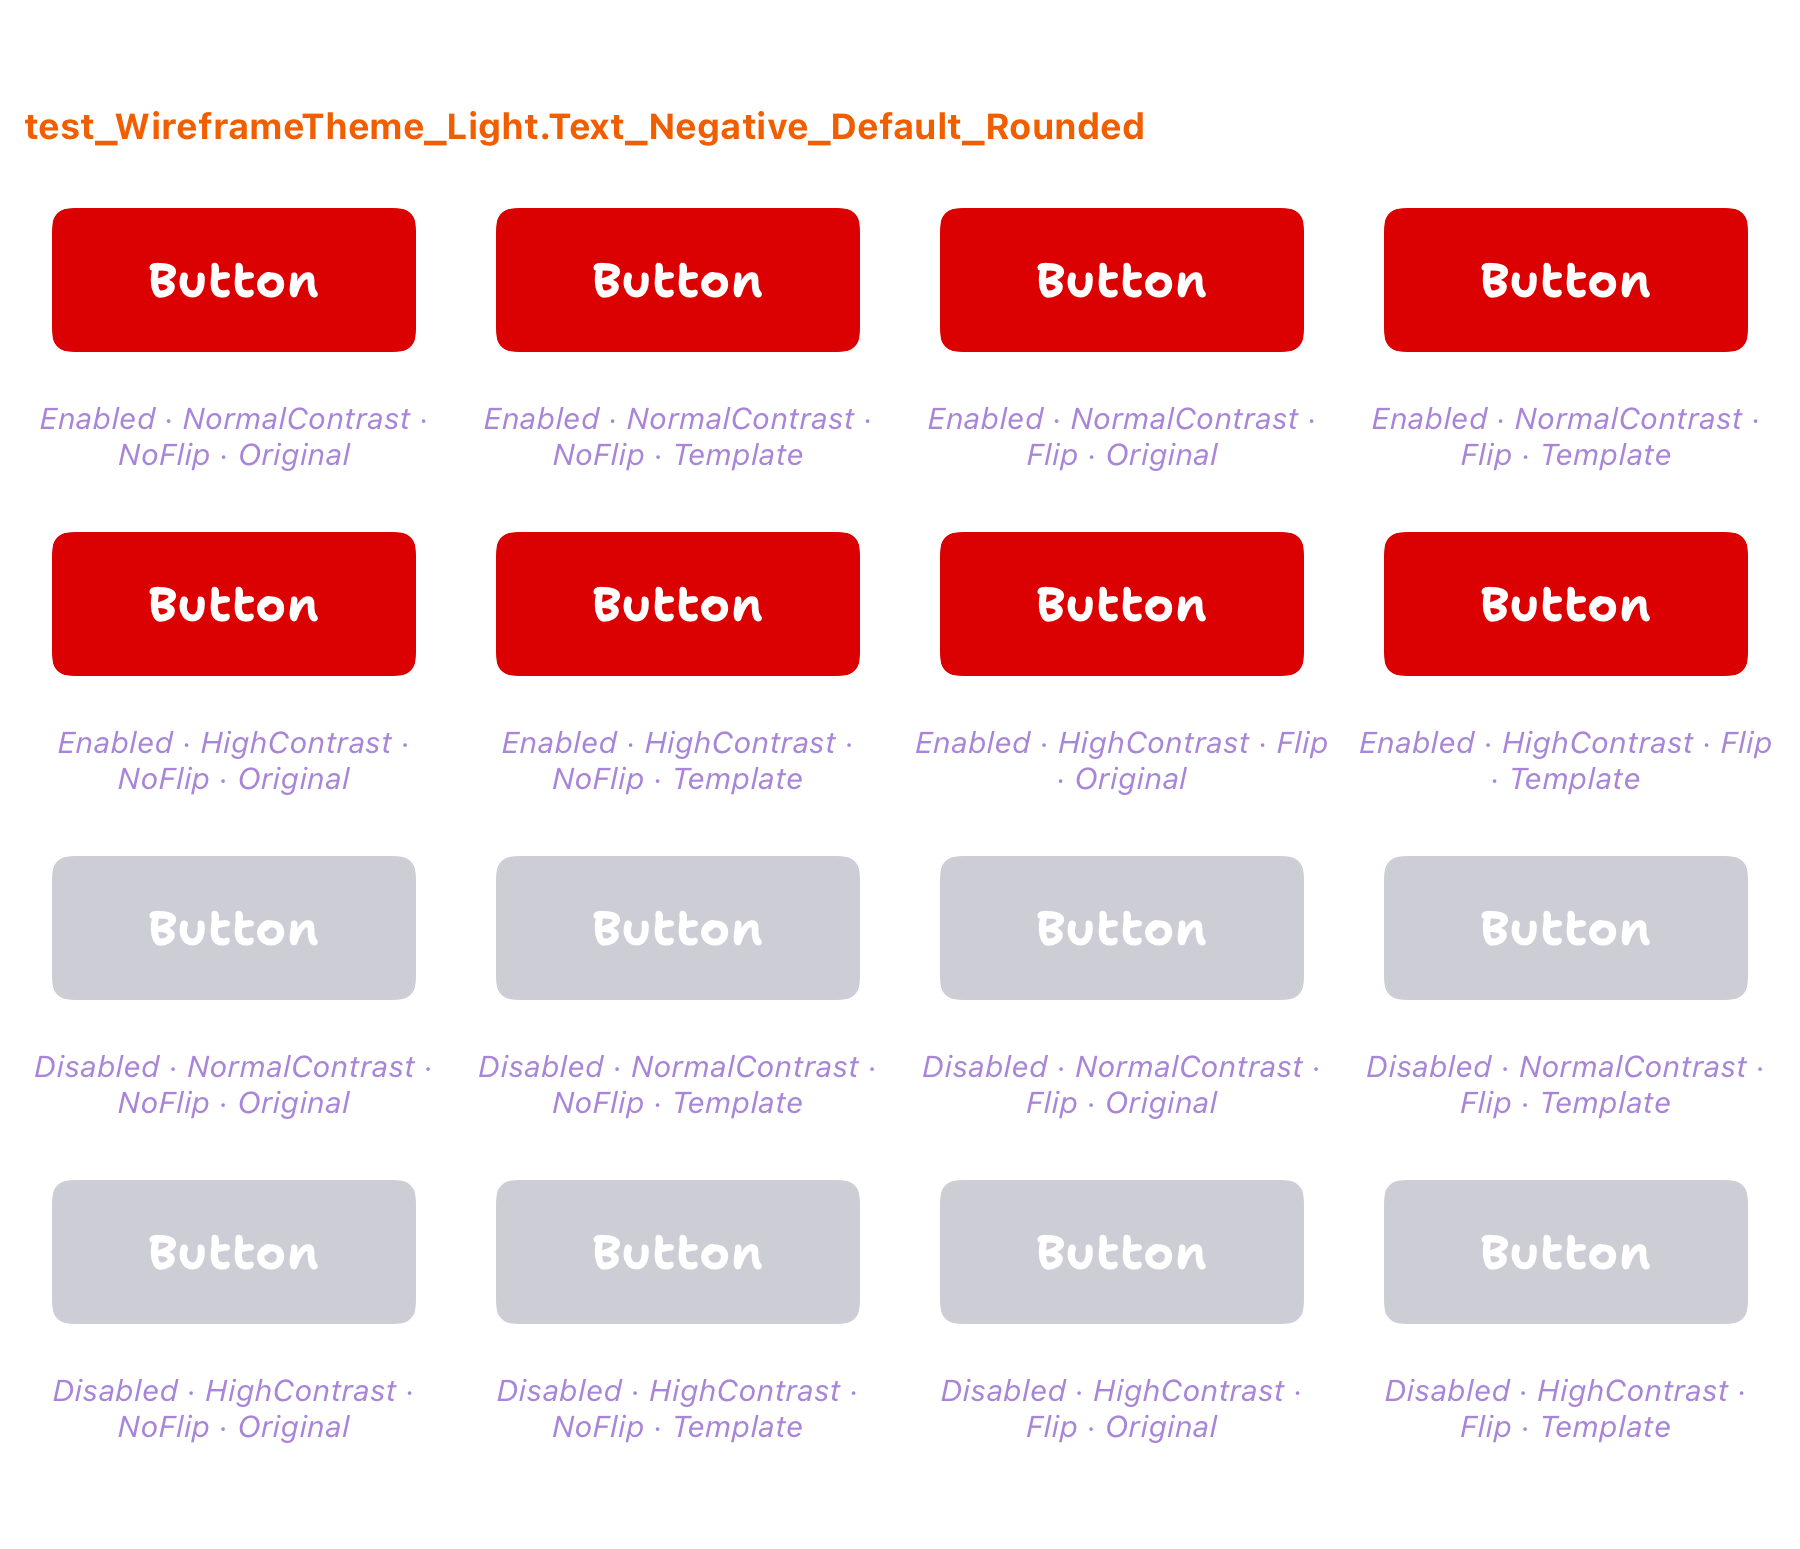 test_WireframeTheme_Light.Text_Negative_Default_Rounded
Button Button Button Button
Enabled · NormalContrast · Enabled · NormalContrast · Enabled · NormalContrast · Enabled · NormalContrast ·
NoFlip · Original NoFlip · Template Flip · Original Flip · Template
Button Button Button Button
Enabled · HighContrast · Enabled · HighContrast · Enabled · HighContrast · Flip Enabled · HighContrast · Flip
NoFlip · Original NoFlip · Template · Original · Template
Button Button Button Button
Disabled · NormalContrast · Disabled · NormalContrast · Disabled · NormalContrast · Disabled · NormalContrast ·
NoFlip · Original NoFlip · Template Flip · Original Flip · Template
Button Button Button Button
Disabled · HighContrast · Disabled · HighContrast · Disabled · HighContrast · Disabled · HighContrast ·
NoFlip · Original NoFlip · Template Flip · Original Flip · Template